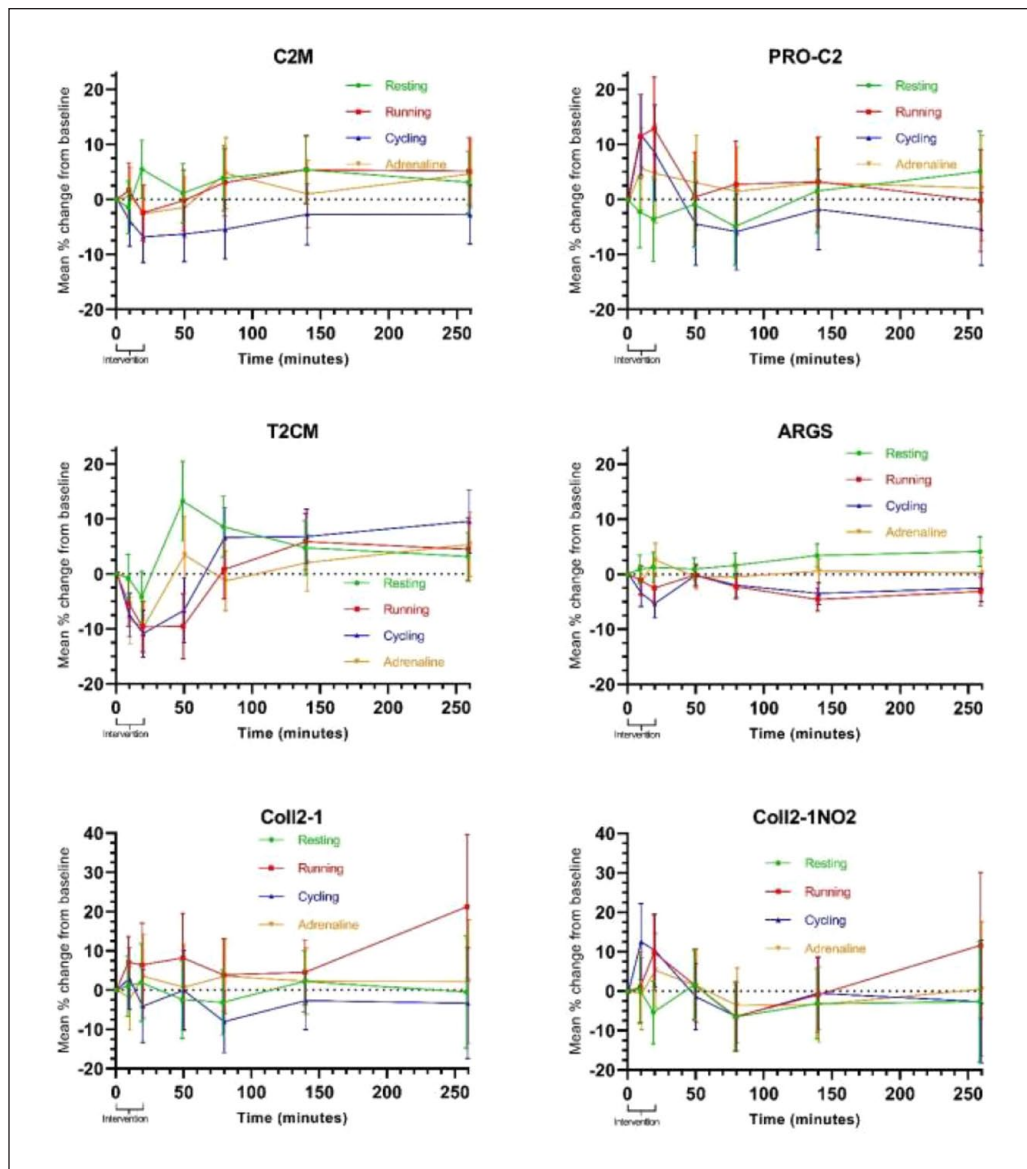 C2M
Mean % change from baseline
20
10
0
-10
-20
Resting
Running
Cycling
Adrenaline
0 50 100 150 200 250
Intervention
Time (minutes)
PRO-C2
Mean % change from baseline
20
10
0
-10
-20
Resting
Running
Cycling
Adrenaline
0 50 100 150 200 250
Intervention
Time (minutes)
T2CM
Mean % change from baseline
20
10
0
-10
-20
Resting
Running
Cycling
Adrenaline
0 50 100 150 200 250
Intervention
Time (minutes)
ARGS
Mean % change from baseline
20
10
0
-10
-20
Resting
Running
Cycling
Adrenaline
0 50 100 150 200 250
Intervention
Time (minutes)
Coll2-1
Mean % change from baseline
40
30
20
10
0
-10
-20
Resting
Running
Cycling
Adrenaline
0 50 100 150 200 250
Intervention
Time (minutes)
Coll2-1NO2
Mean % change from baseline
40
30
20
10
0
-10
-20
Resting
Running
Cycling
Adrenaline
0 50 100 150 200 250
Intervention
Time (minutes)